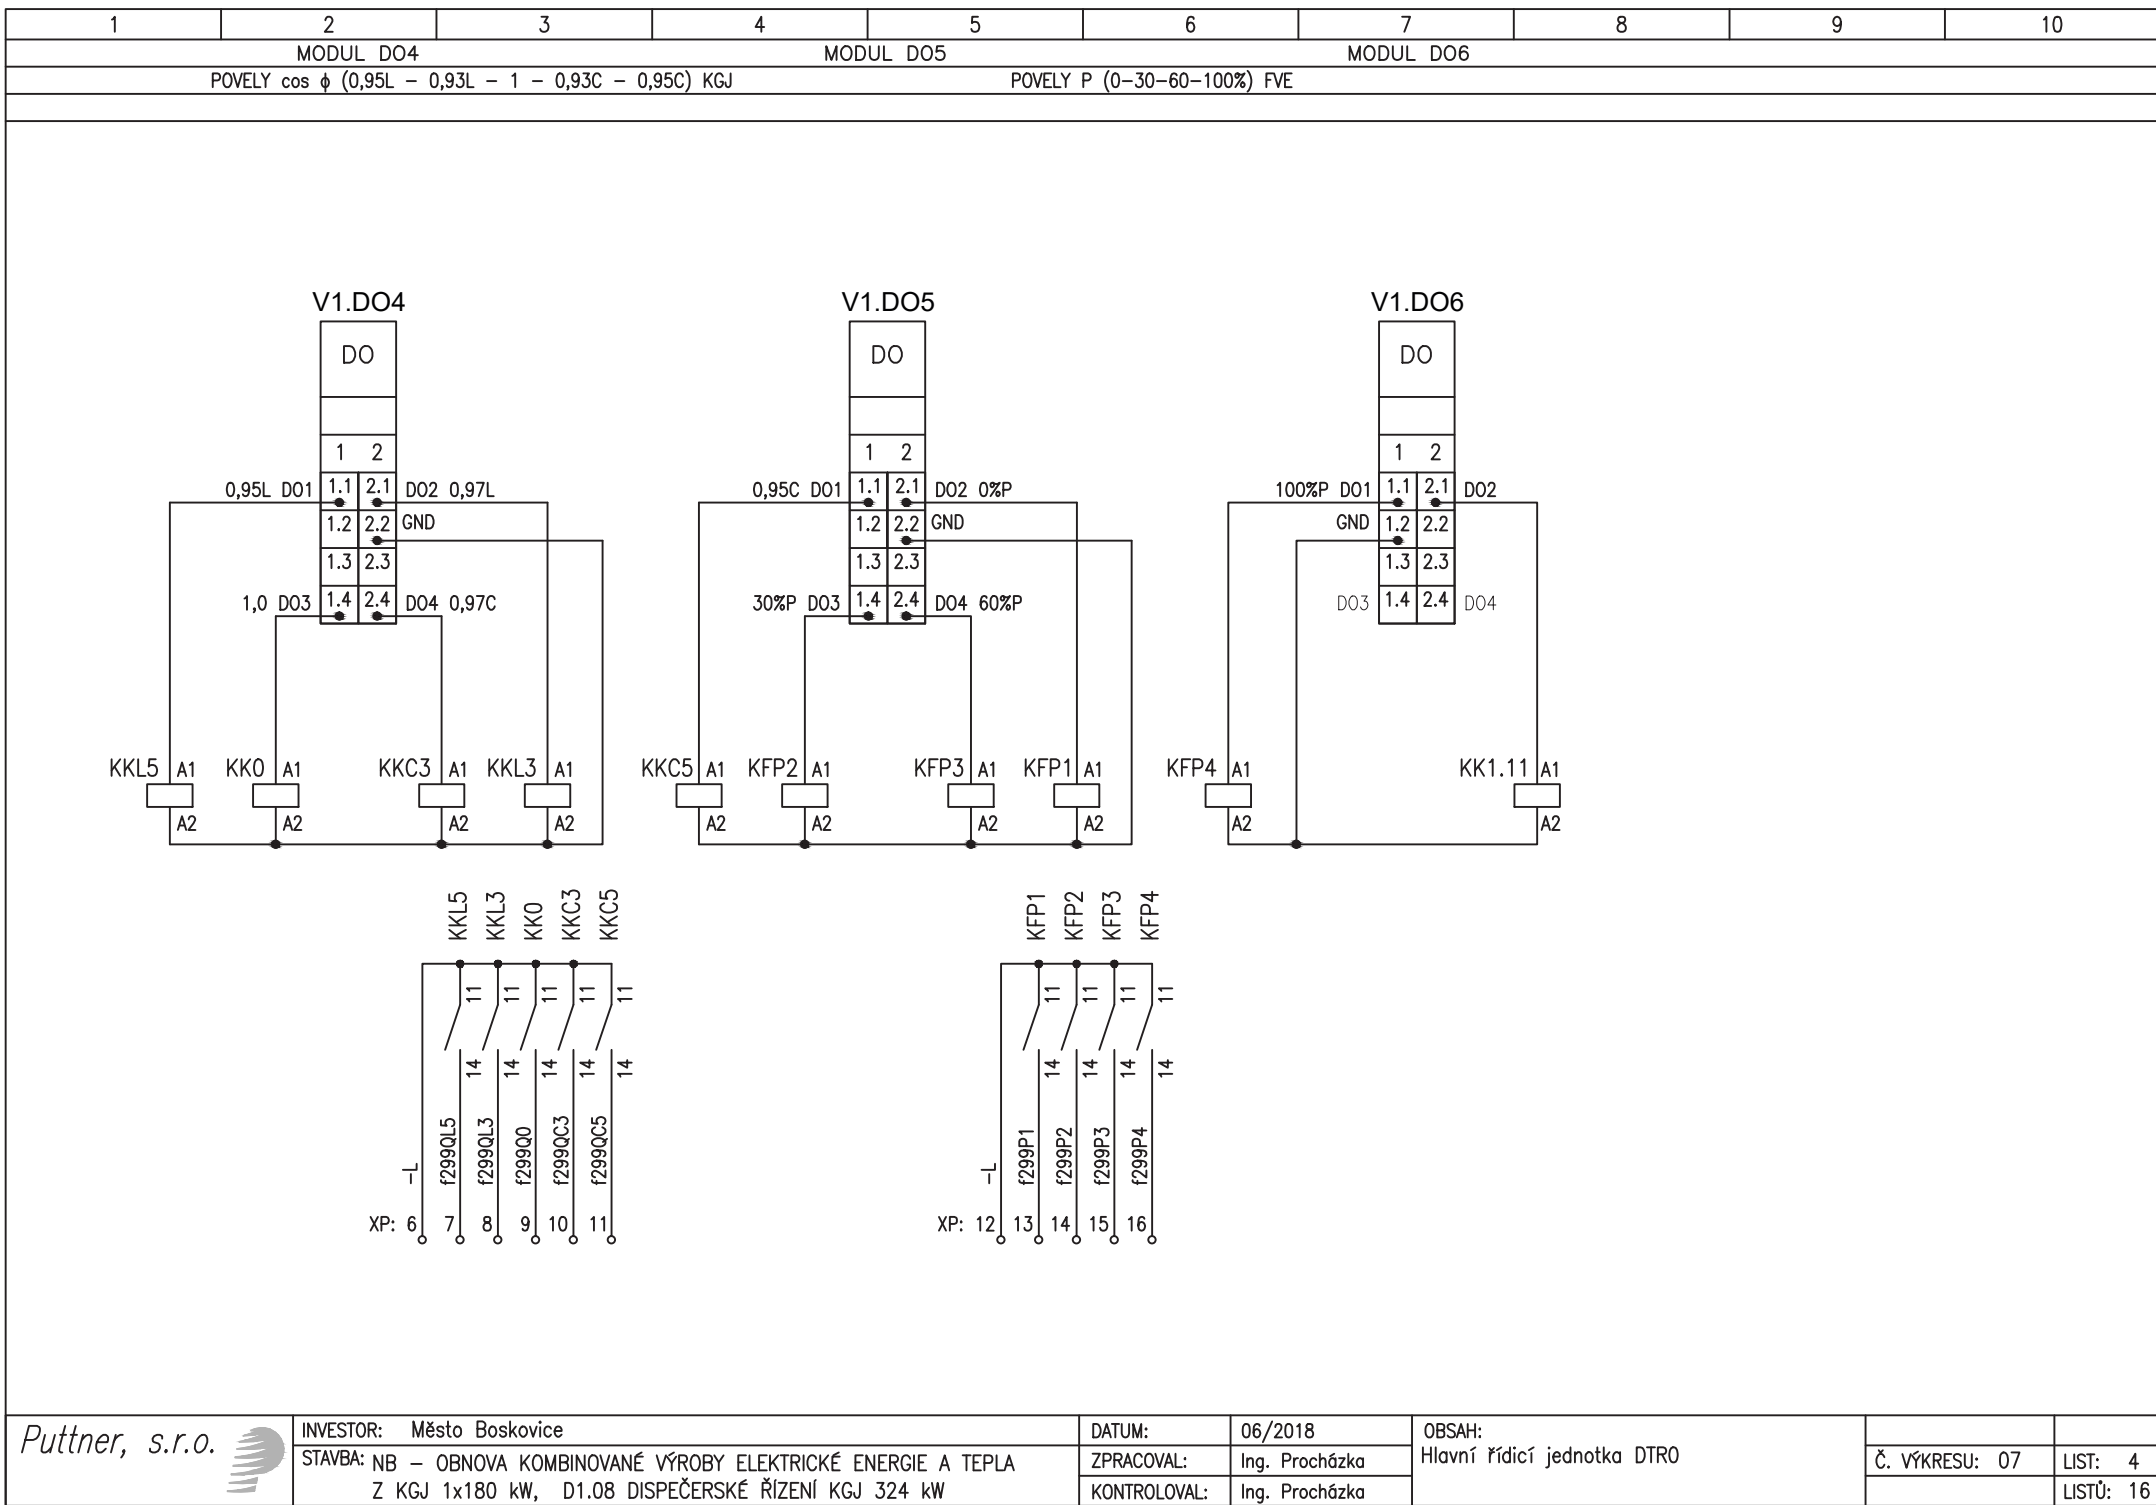 1 2 3 4 5 6 7 8 9 10
MODUL DO4 MODUL DO5 MODUL DO6
POVELY cos ϕ (0,95L – 0,93L – 1 – 0,93C – 0,95C) KGJ POVELY P (0–30–60–100%) FVE
V1.DO4 V1.DO5 V1.DO6
DO DO DO
1 2 1 2 1 2
0,95L DO1 1.1 2.1 DO2 0,97L 0,95C DO1 1.1 2.1 DO2 0%P 100%P DO1 1.1 2.1 DO2
1.2 2.2 GND 1.2 2.2 GND GND 1.2 2.2
1.3 2.3 1.3 2.3 1.3 2.3
1,0 DO3 1.4 2.4 DO4 0,97C 30%P DO3 1.4 2.4 DO4 60%P DO3 1.4 2.4 DO4
KKL5 A1 KK0 A1 KKC3 A1 KKL3 A1 KKC5 A1 KFP2 A1 KFP3 A1 KFP1 A1 KFP4 A1 KK1.11 A1
A2 A2 A2 A2 A2 A2 A2 A2 A2 A2
KKL5 KKL3 KK0 KKC3 KKC5 KFP1 KFP2 KFP3 KFP4
11 11 11 11 11 11 11 11 11
14 14 14 14 14 14 14 14 14
–L f299QL5 f299QL3 f299Q0 f299QC3 f299QC5 –L f299P1 f299P2 f299P3 f299P4
XP: 6 7 8 9 10 11 XP: 12 13 14 15 16
Puttner, s.r.o.
INVESTOR: Město Boskovice
STAVBA: NB – OBNOVA KOMBINOVANÉ VÝROBY ELEKTRICKÉ ENERGIE A TEPLA
Z KGJ 1x180 kW, D1.08 DISPEČERSKÉ ŘÍZENÍ KGJ 324 kW
DATUM: 06/2018
ZPRACOVAL: Ing. Procházka
KONTROLOVAL: Ing. Procházka
OBSAH:
Hlavní řídicí jednotka DTRO
Č. VÝKRESU: 07
LIST: 4
LISTŮ: 16